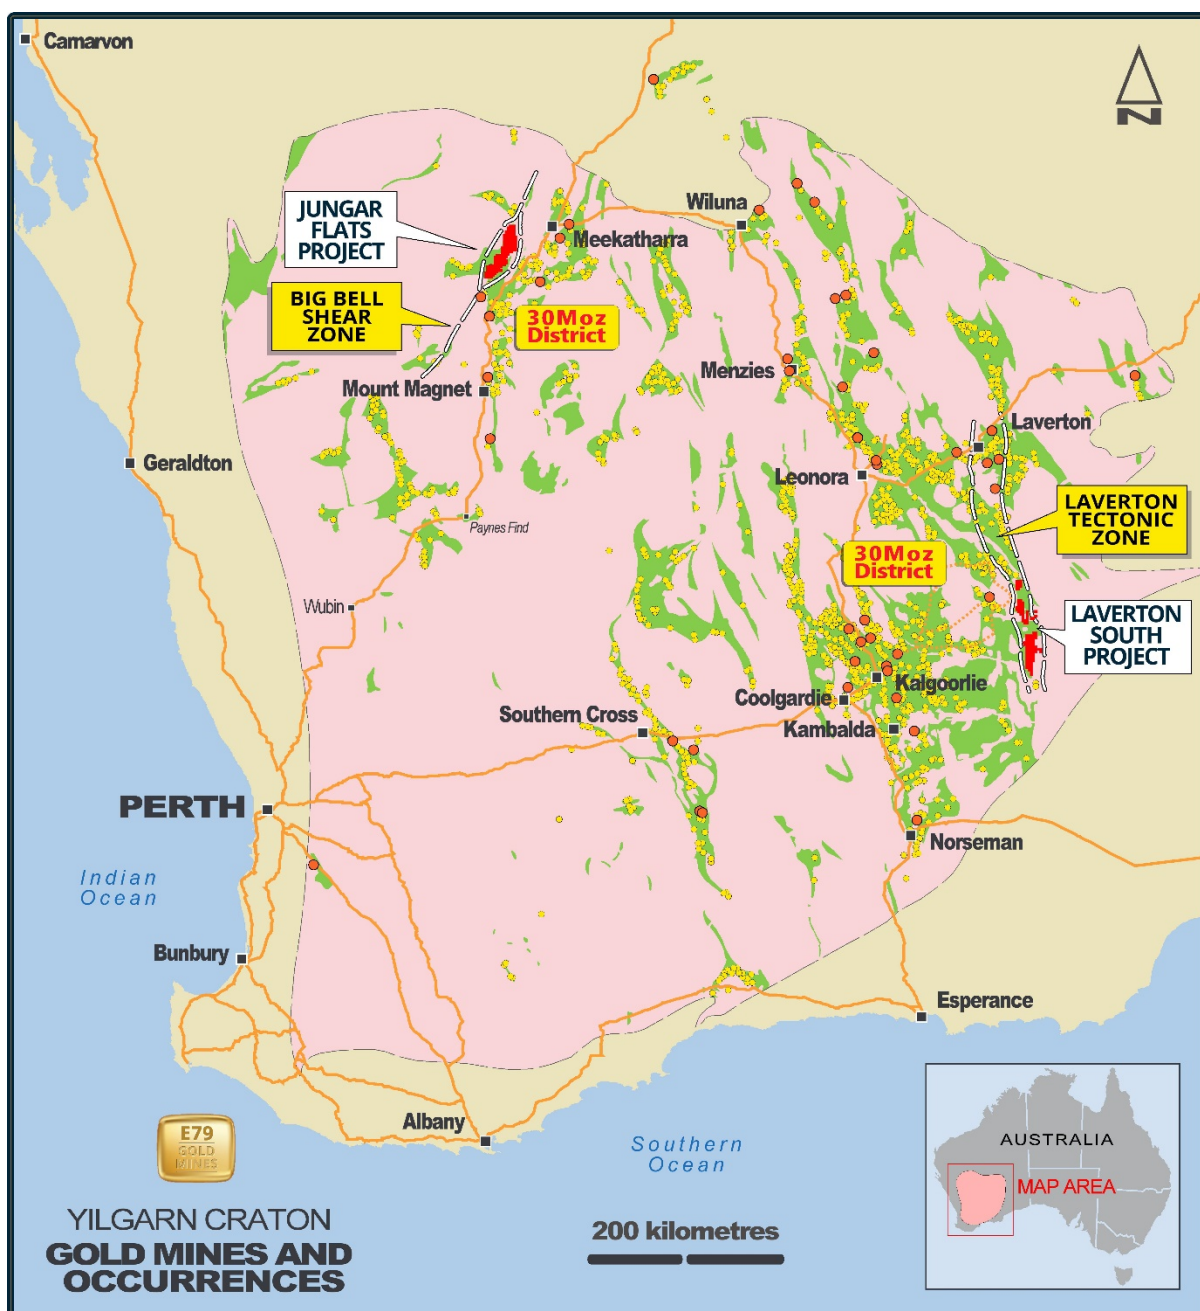 Carnarvon
N
JUNGAR
FLATS
PROJECT
BIG BELL
SHEAR
ZONE
Meekatharra
Wiluna
30Moz
District
Mount Magnet
Menzies
Laverton
Geraldton
Leonora
LAVERTON
TECTONIC
ZONE
Paynes Find
30Moz
District
Wubin
LAVERTON
SOUTH
PROJECT
Kalgoorlie
Coolgardie
Southern Cross
Kambalda
PERTH
Norseman
Indian
Ocean
Bunbury
Esperance
Albany
Southern
Ocean
E79
GOLD
MINES
AUSTRALIA
MAP AREA
YILGARN CRATON
GOLD MINES AND
OCCURRENCES
200 kilometres